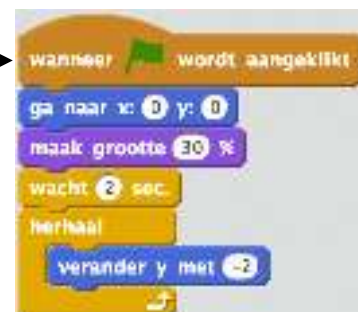 wanneer wordt aangeklikt
ga naar x: 0 y: 0
maak grootte 30 %
wacht 2 sec.
herhaal
verander y met -2